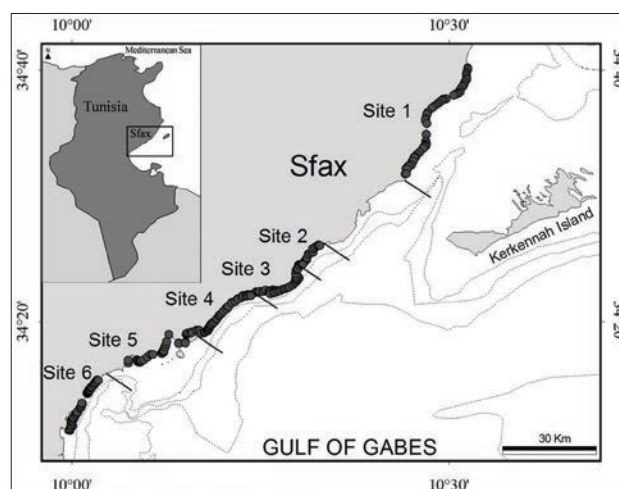 10°00'
10°30'
N
Mediterranean Sea
34°40
34°40
Tunisia
Sfax
Site 1
Sfax
Kerkennah Island
Site 2
Site 3
Site 4
34°20
34°20
Site 5
Site 6
GULF OF GABES
30 Km
10°00'
10°30'